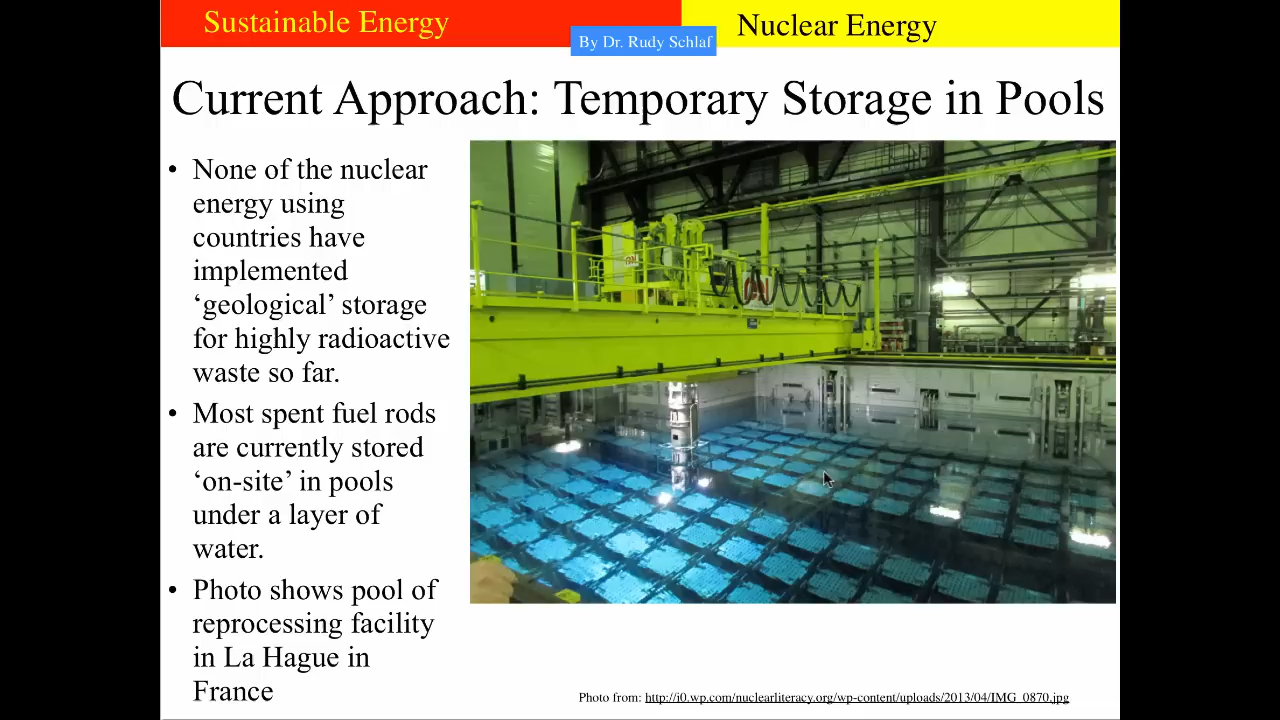 Sustainable Energy
Nuclear Energy
By Dr. Rudy Schlaf
Current Approach: Temporary Storage in Pools
• None of the nuclear
energy using
countries have
implemented
‘geological’ storage
for highly radioactive
waste so far.
• Most spent fuel rods
are currently stored
‘on-site’ in pools
under a layer of
water.
• Photo shows pool of
reprocessing facility
in La Hague in
France
Photo from: http://i0.wp.com/nuclearliteracy.org/wp-content/uploads/2013/04/IMG_0870.jpg